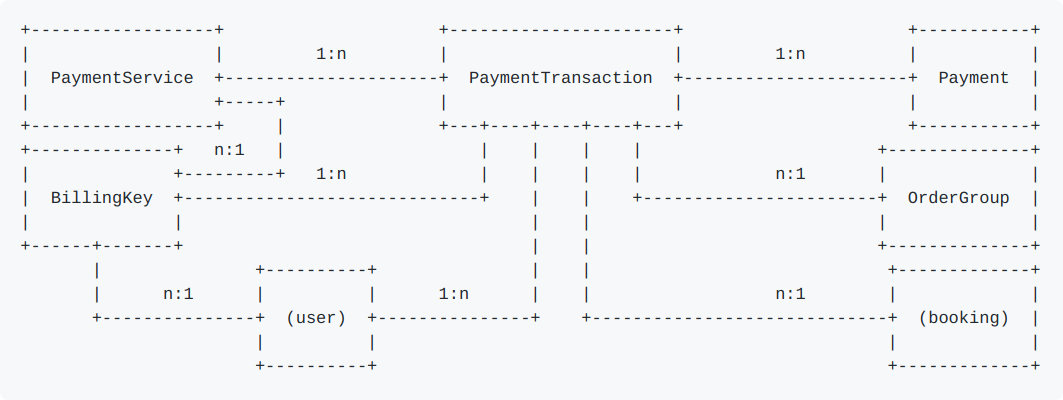 +------------------+                     +----------------------+                      +-----------+
|                  |         1:n         |                      |         1:n          |           |
|  PaymentService  +---------------------+  PaymentTransaction  +----------------------+  Payment  |
|                  +-----+               |                      |                      |           |
+------------------+     |               +---+----+----+----+---+                      +-----------+
+--------------+   n:1   |                   |    |    |    |                       +--------------+
|              +---------+   1:n             |    |    |    |             n:1       |              |
|  BillingKey  +-----------------------------+    |    |    +-----------------------+  OrderGroup  |
|              |                                  |    |                            |              |
+------+-------+                                  |    |                            +--------------+
       |               +----------+               |    |                             +-------------+
       |      n:1      |          |      1:n      |    |                  n:1        |             |
       +---------------+  (user)  +---------------+    +-----------------------------+  (booking)  |
                       |          |                                                  |             |
                       +----------+                                                  +-------------+